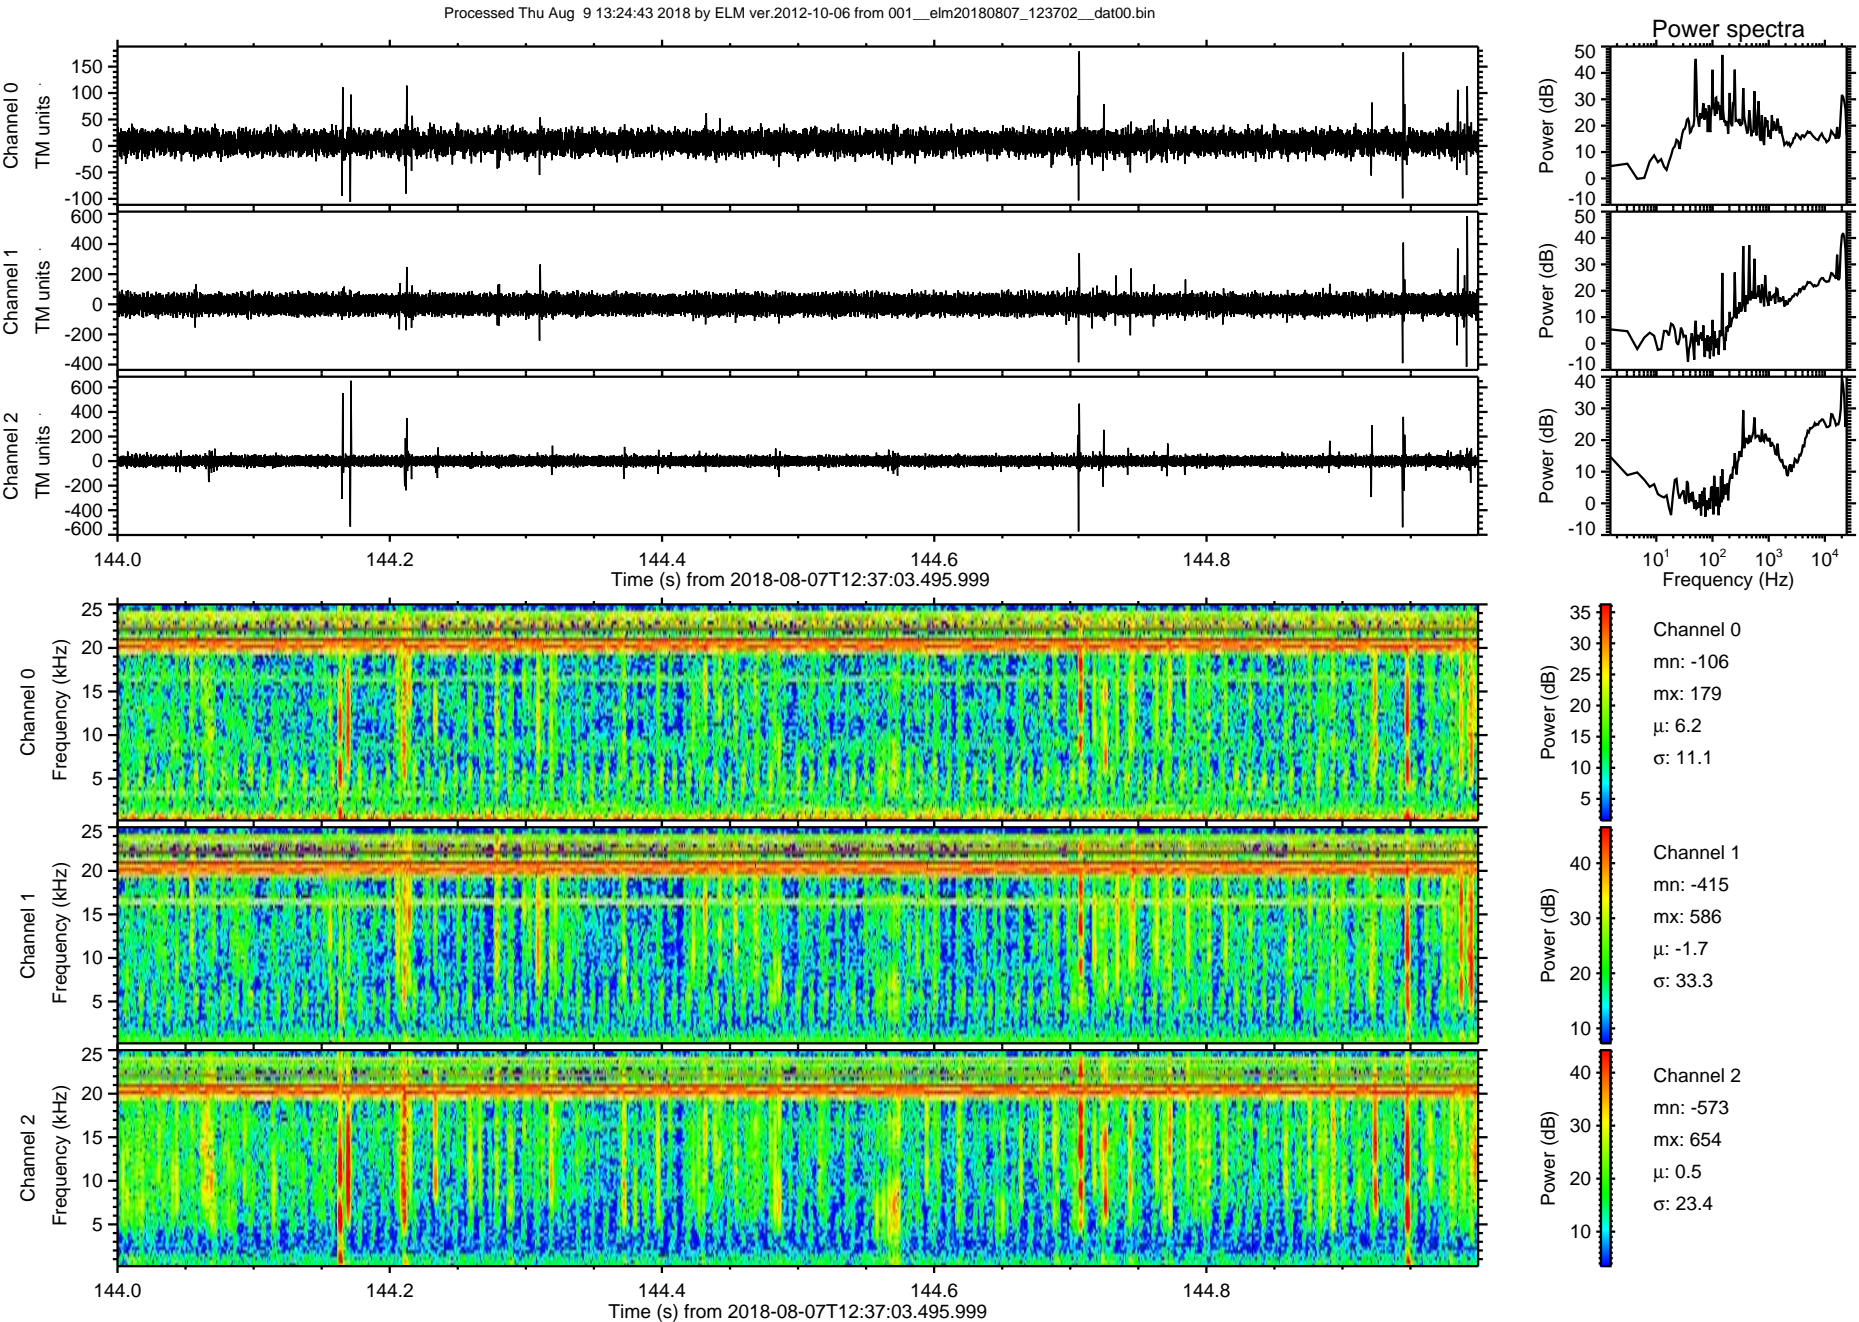 Processed Thu Aug  9 13:24:43 2018 by ELM ver.2012-10-06 from 001__elm20180807_123702__dat00.bin
Power spectra
Channel 0
TM units
150
100
50
0
-50
-100
Power (dB)
50
40
30
20
10
0
-10
Channel 1
TM units
600
400
200
0
-200
-400
Power (dB)
50
40
30
20
10
0
-10
Channel 2
TM units
600
400
200
0
-200
-400
-600
Power (dB)
40
30
20
10
0
-10
144.0 144.2 144.4 144.6 144.8
Time (s) from 2018-08-07T12:37:03.495.999
10^1 10^2 10^3 10^4
Frequency (Hz)
Channel 0
Frequency (kHz)
25
20
15
10
5
Power (dB)
35
30
25
20
15
10
5
Channel 0
mn: -106
mx: 179
μ: 6.2
σ: 11.1
Channel 1
Frequency (kHz)
25
20
15
10
5
Power (dB)
40
30
20
10
Channel 1
mn: -415
mx: 586
μ: -1.7
σ: 33.3
Channel 2
Frequency (kHz)
25
20
15
10
5
Power (dB)
40
30
20
10
Channel 2
mn: -573
mx: 654
μ: 0.5
σ: 23.4
144.0 144.2 144.4 144.6 144.8
Time (s) from 2018-08-07T12:37:03.495.999